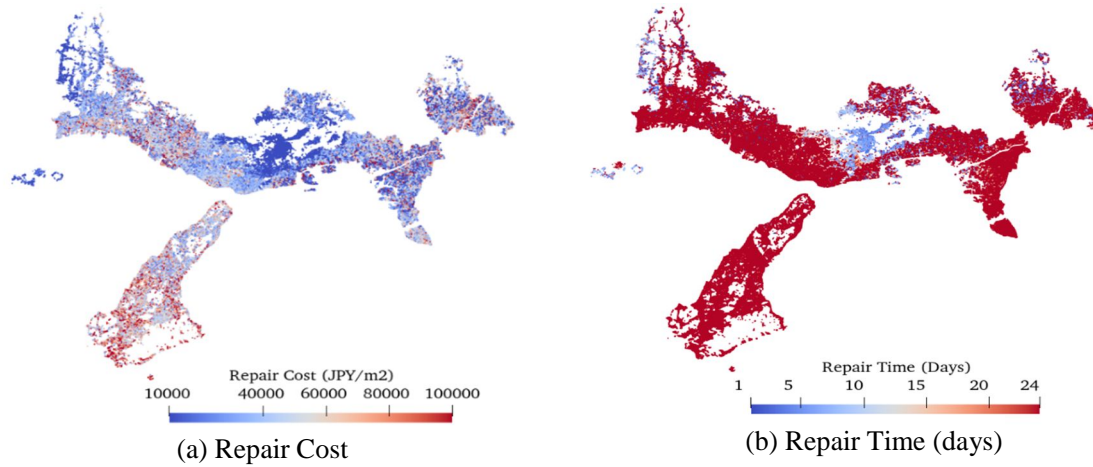 Repair Cost (JPY/m2)
10000 40000 60000 80000 100000
(a) Repair Cost
Repair Time (Days)
1 5 10 15 20 24
(b) Repair Time (days)